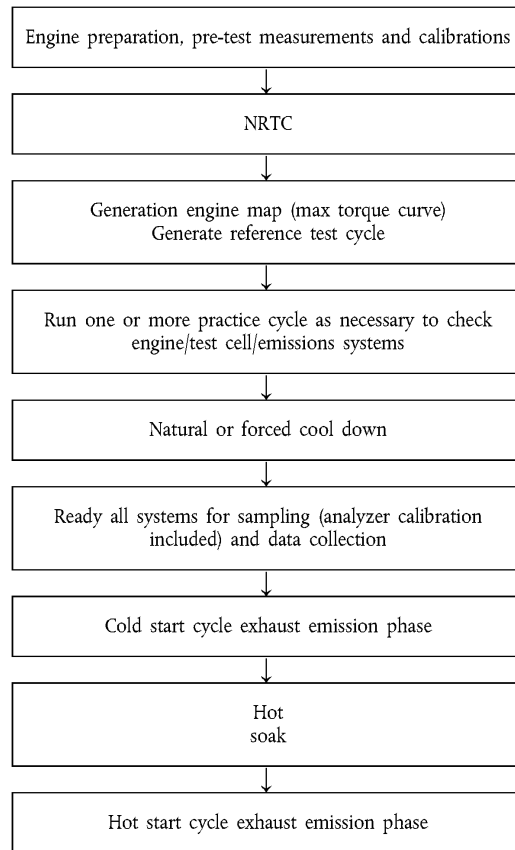 Engine preparation, pre-test measurements and calibrations
NRTC
Generation engine map (max torque curve)
Generate reference test cycle
Run one or more practice cycle as necessary to check
engine/test cell/emissions systems
Natural or forced cool down
Ready all systems for sampling (analyzer calibration
included) and data collection
Cold start cycle exhaust emission phase
Hot
soak
Hot start cycle exhaust emission phase